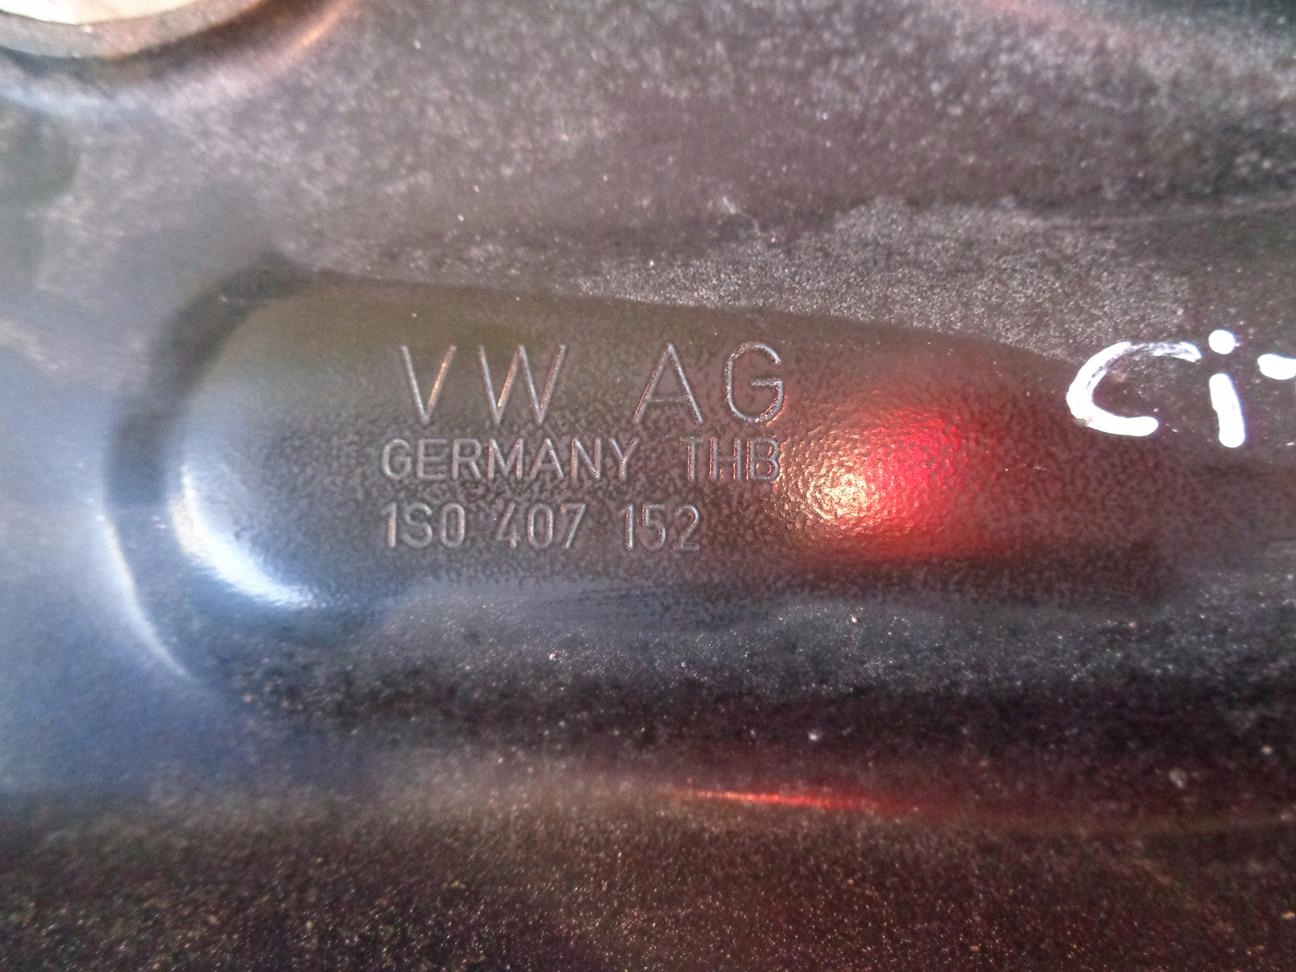 VW AG
GERMANY THB
1S0 407 152